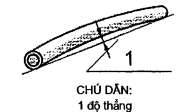 1
CHÚ DẪN:
1 độ thẳng